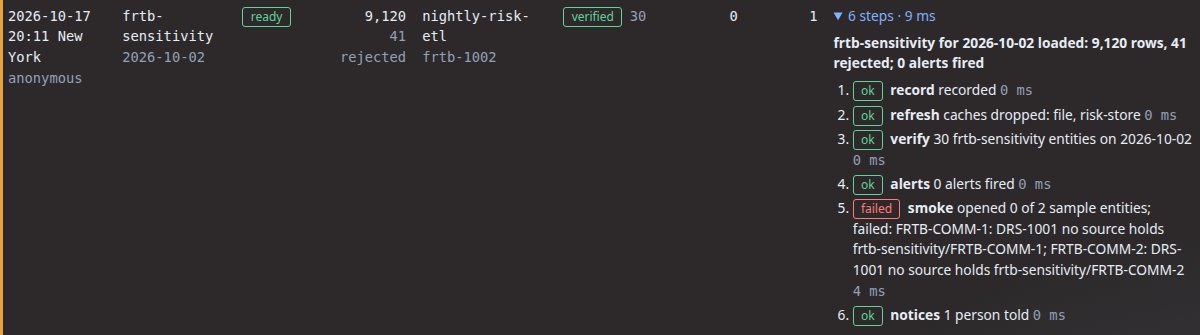 2026-10-17 frtb- ready 9,120 nightly-risk- verified 30 0 1 ▼ 6 steps · 9 ms
20:11 New sensitivity 41 etl
York 2026-10-02 rejected frtb-1002
anonymous
frtb-sensitivity for 2026-10-02 loaded: 9,120 rows, 41
rejected; 0 alerts fired
1. ok record recorded 0 ms
2. ok refresh caches dropped: file, risk-store 0 ms
3. ok verify 30 frtb-sensitivity entities on 2026-10-02
0 ms
4. ok alerts 0 alerts fired 0 ms
5. failed smoke opened 0 of 2 sample entities;
failed: FRTB-COMM-1: DRS-1001 no source holds
frtb-sensitivity/FRTB-COMM-1; FRTB-COMM-2: DRS-
1001 no source holds frtb-sensitivity/FRTB-COMM-2
4 ms
6. ok notices 1 person told 0 ms